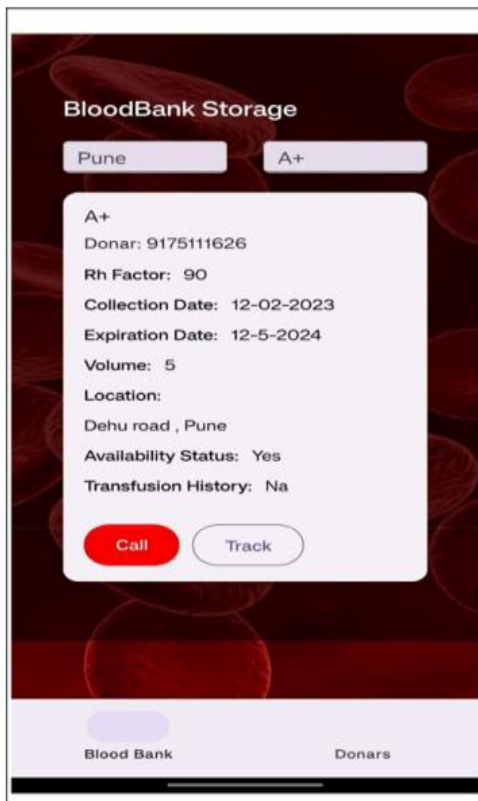 BloodBank Storage
Pune A+
A+
Donar: 9175111626
Rh Factor: 90
Collection Date: 12-02-2023
Expiration Date: 12-5-2024
Volume: 5
Location:
Dehu road , Pune
Availability Status: Yes
Transfusion History: Na
Call Track
Blood Bank Donars